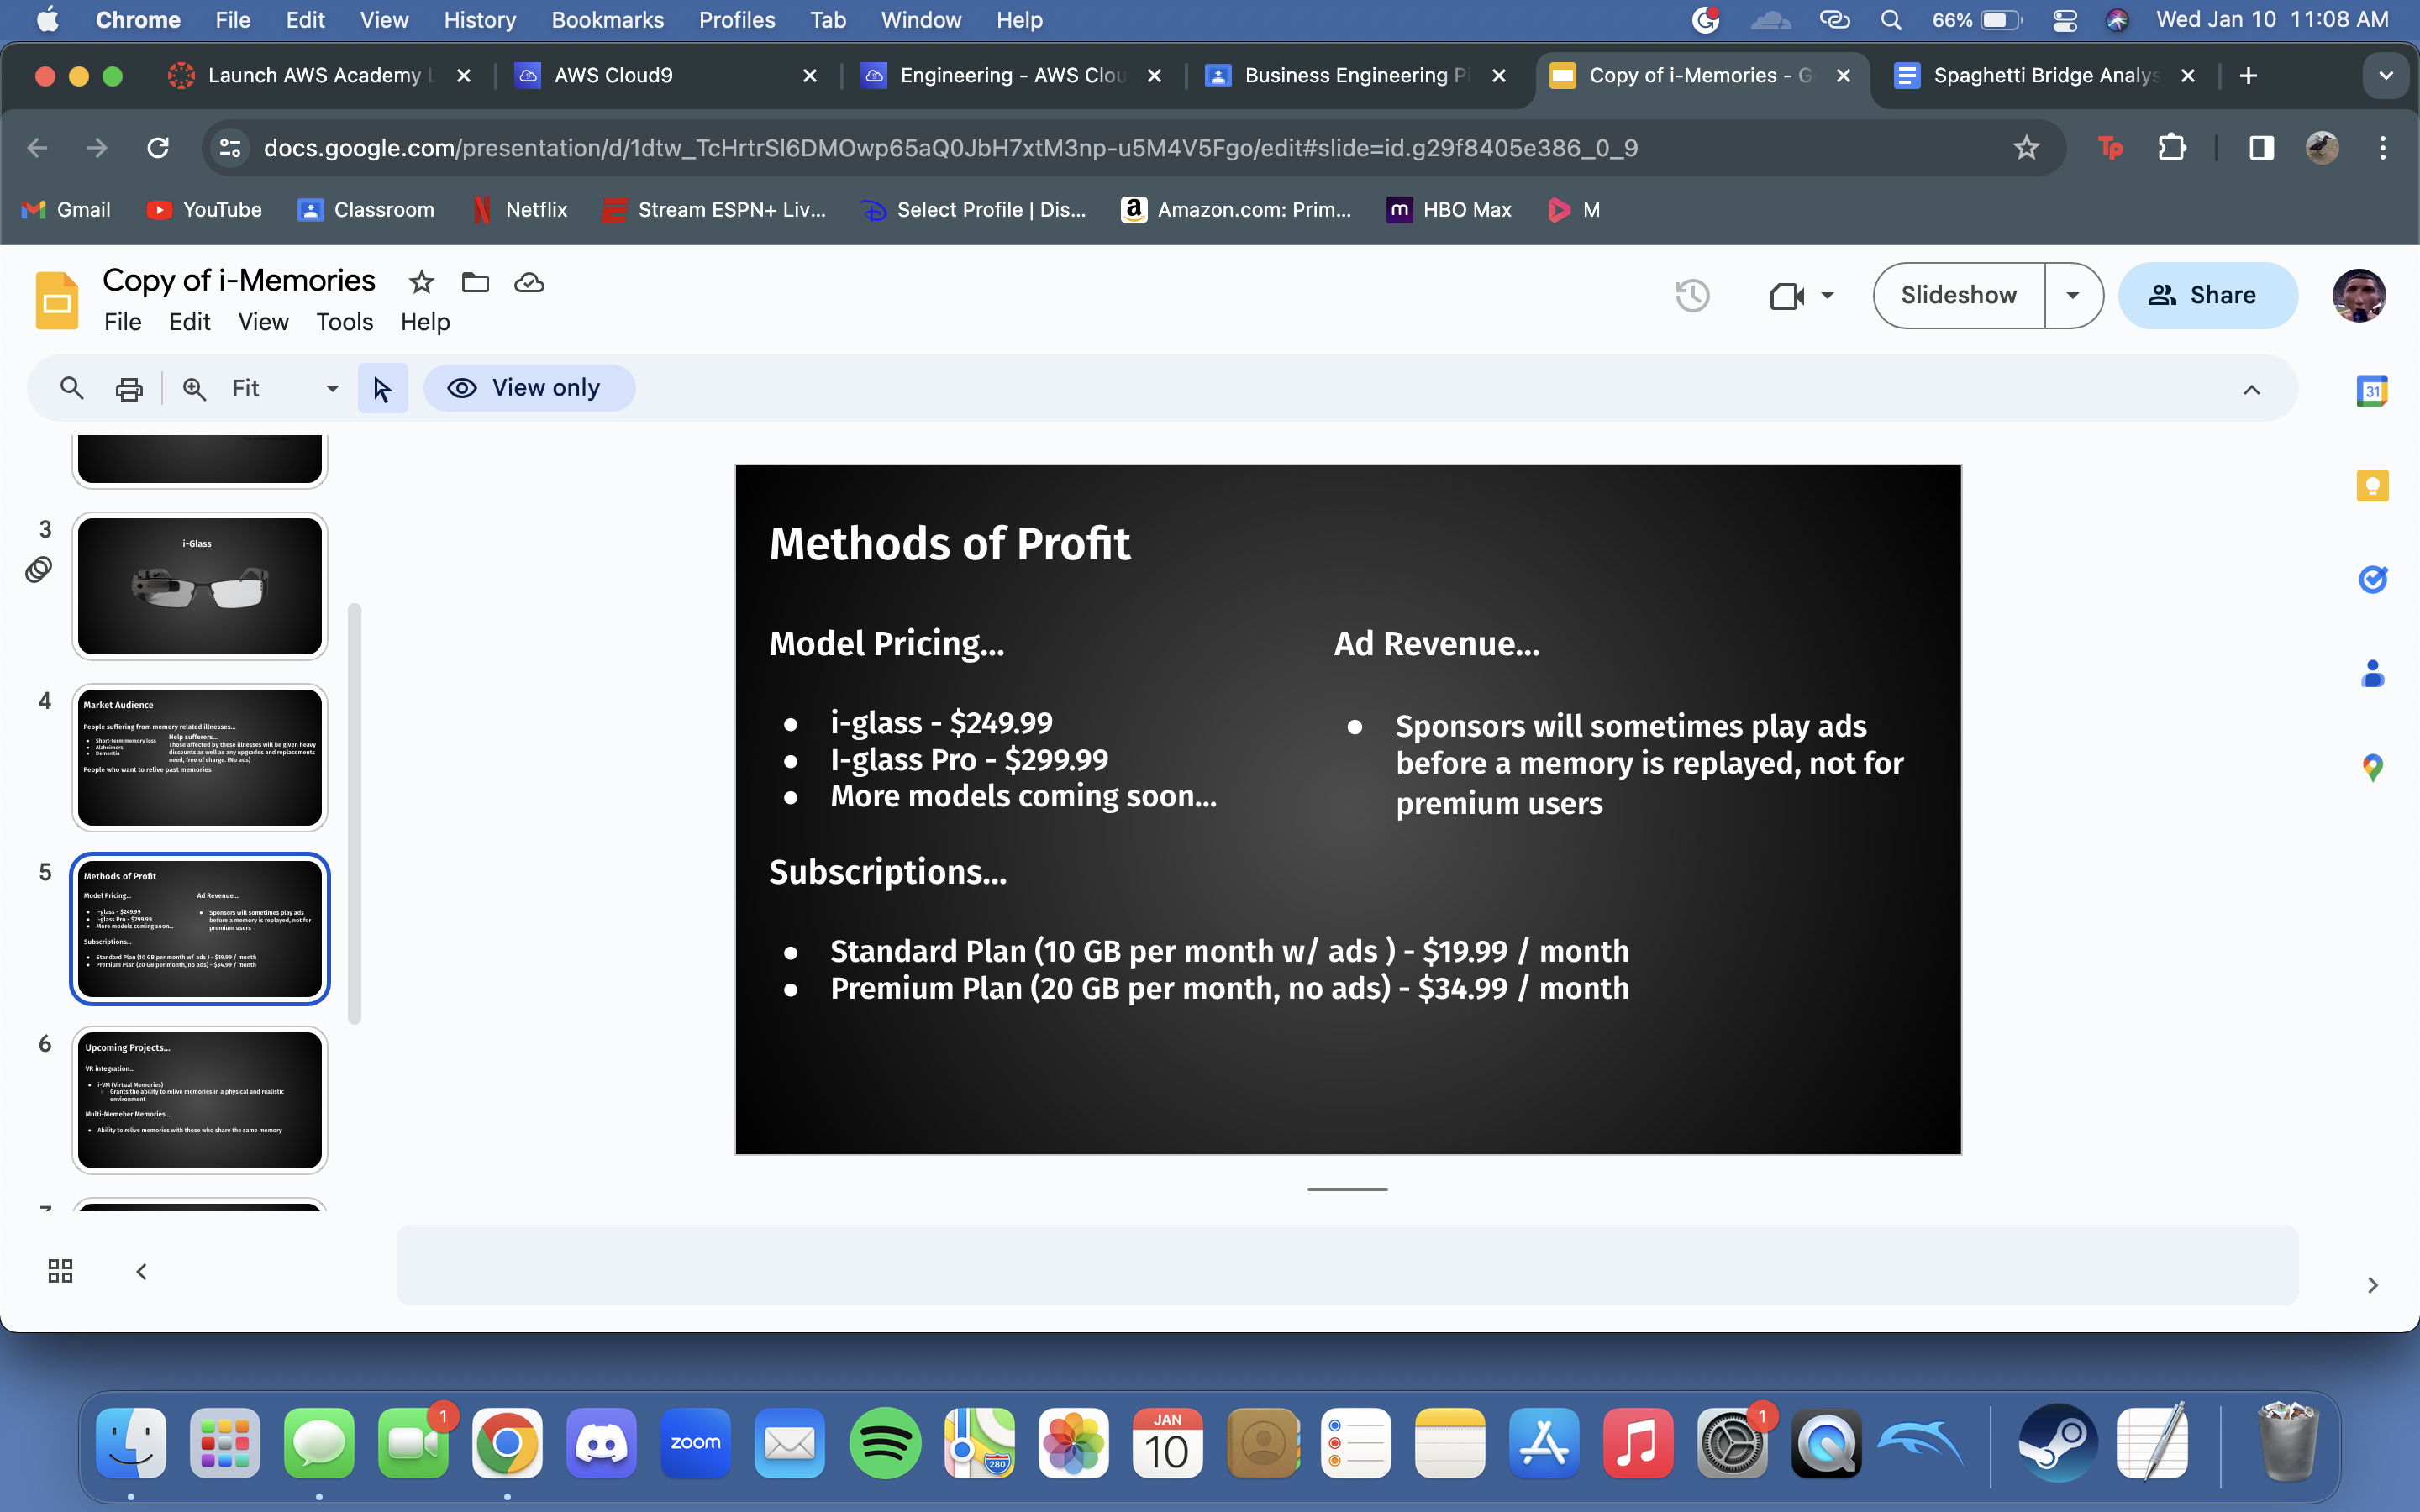 Chrome File Edit View History Bookmarks Profiles Tab Window Help 66% Wed Jan 10 11:08 AM
Launch AWS Academy L AWS Cloud9 Engineering - AWS Clou Business Engineering Pi Copy of i-Memories - G Spaghetti Bridge Analys
docs.google.com/presentation/d/1dtw_TcHrtrSl6DMOwp65aQ0JbH7xtM3np-u5M4V5Fgo/edit#slide=id.g29f8405e386_0_9 Tp
Gmail YouTube Classroom Netflix Stream ESPN+ Liv... Select Profile | Dis... Amazon.com: Prim... HBO Max M
Copy of i-Memories
File Edit View Tools Help
Slideshow Share
Fit View only
31
3
i-Glass
4
Market Audience
People suffering from memory related illnesses...
Short-term memory loss
Alzheimers
Dementia
Help sufferers...
Those affected by these illnesses will be given heavy
discounts as well as any upgrades and replacements
need, free of charge. (No ads)
People who want to relive past memories
5
Methods of Profit
Model Pricing... Ad Revenue...
● i-glass - $249.99
● I-glass Pro - $299.99
● More models coming soon...
● Sponsors will sometimes play ads
before a memory is replayed, not for
premium users
Subscriptions...
● Standard Plan (10 GB per month w/ ads ) - $19.99 / month
● Premium Plan (20 GB per month, no ads) - $34.99 / month
6
Upcoming Projects...
VR integration...
● i-VM (Virtual Memories)
Grants the ability to relive memories in a physical and realistic
environment
Multi-Memeber Memories...
● Ability to relive memories with those who share the same memory
Methods of Profit
Model Pricing...
● i-glass - $249.99
● I-glass Pro - $299.99
● More models coming soon...
Ad Revenue...
● Sponsors will sometimes play ads
before a memory is replayed, not for
premium users
Subscriptions...
● Standard Plan (10 GB per month w/ ads ) - $19.99 / month
● Premium Plan (20 GB per month, no ads) - $34.99 / month
1
zoom
280
JAN
10
1